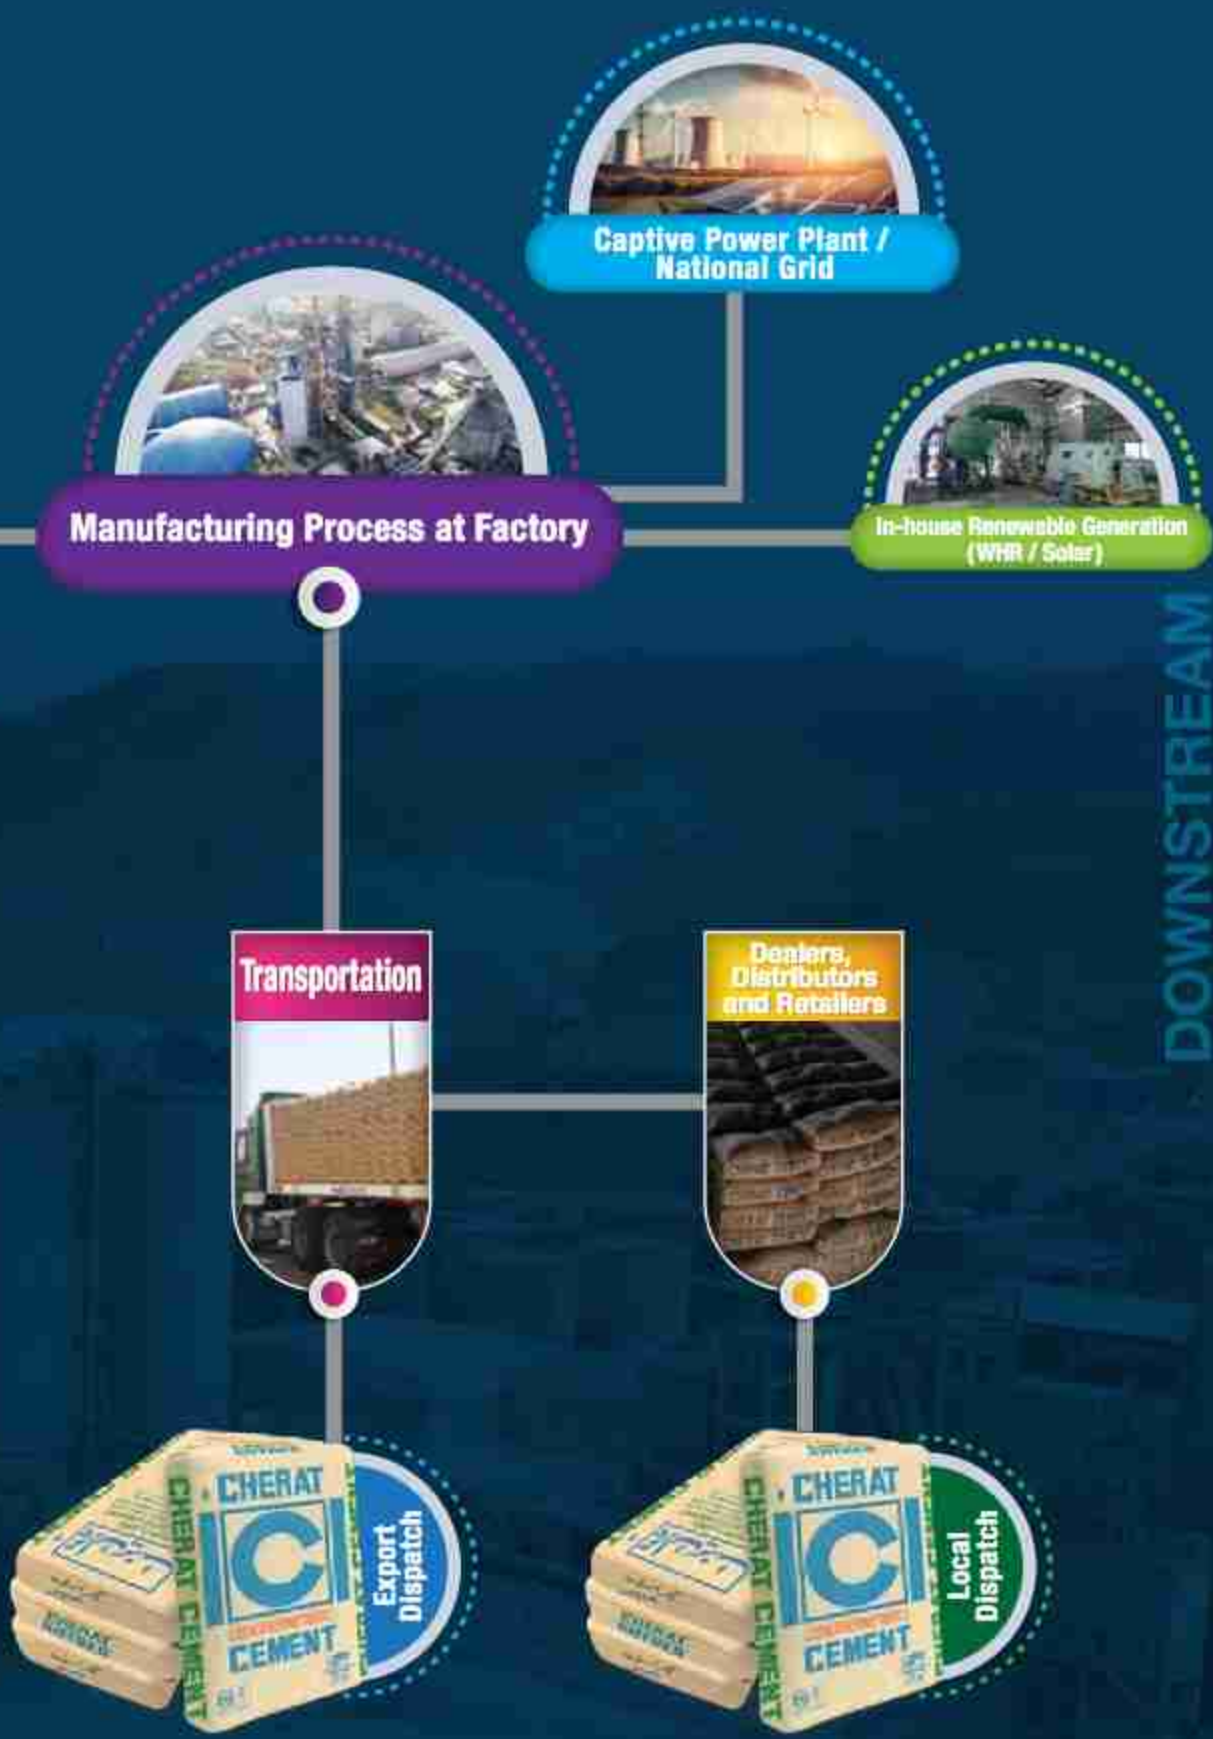 Captive Power Plant /
National Grid
Manufacturing Process at Factory
In-house Renewable Generation
(WHR / Solar)
DOWNSTREAM
Transportation
Dealers,
Distributors
and Retailers
CHERAT
C
CEMENT
CHERAT CEMENT
Export
Dispatch
CHERAT
C
CEMENT
CHERAT CEMENT
Local
Dispatch